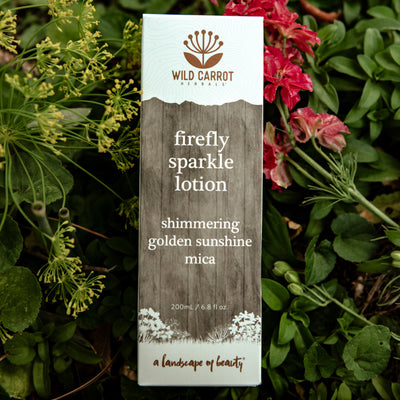 WILD CARROT
HERBALS
firefly
sparkle
lotion
shimmering
golden sunshine
mica
200mL / 6.8 fl oz
a landscape of beauty